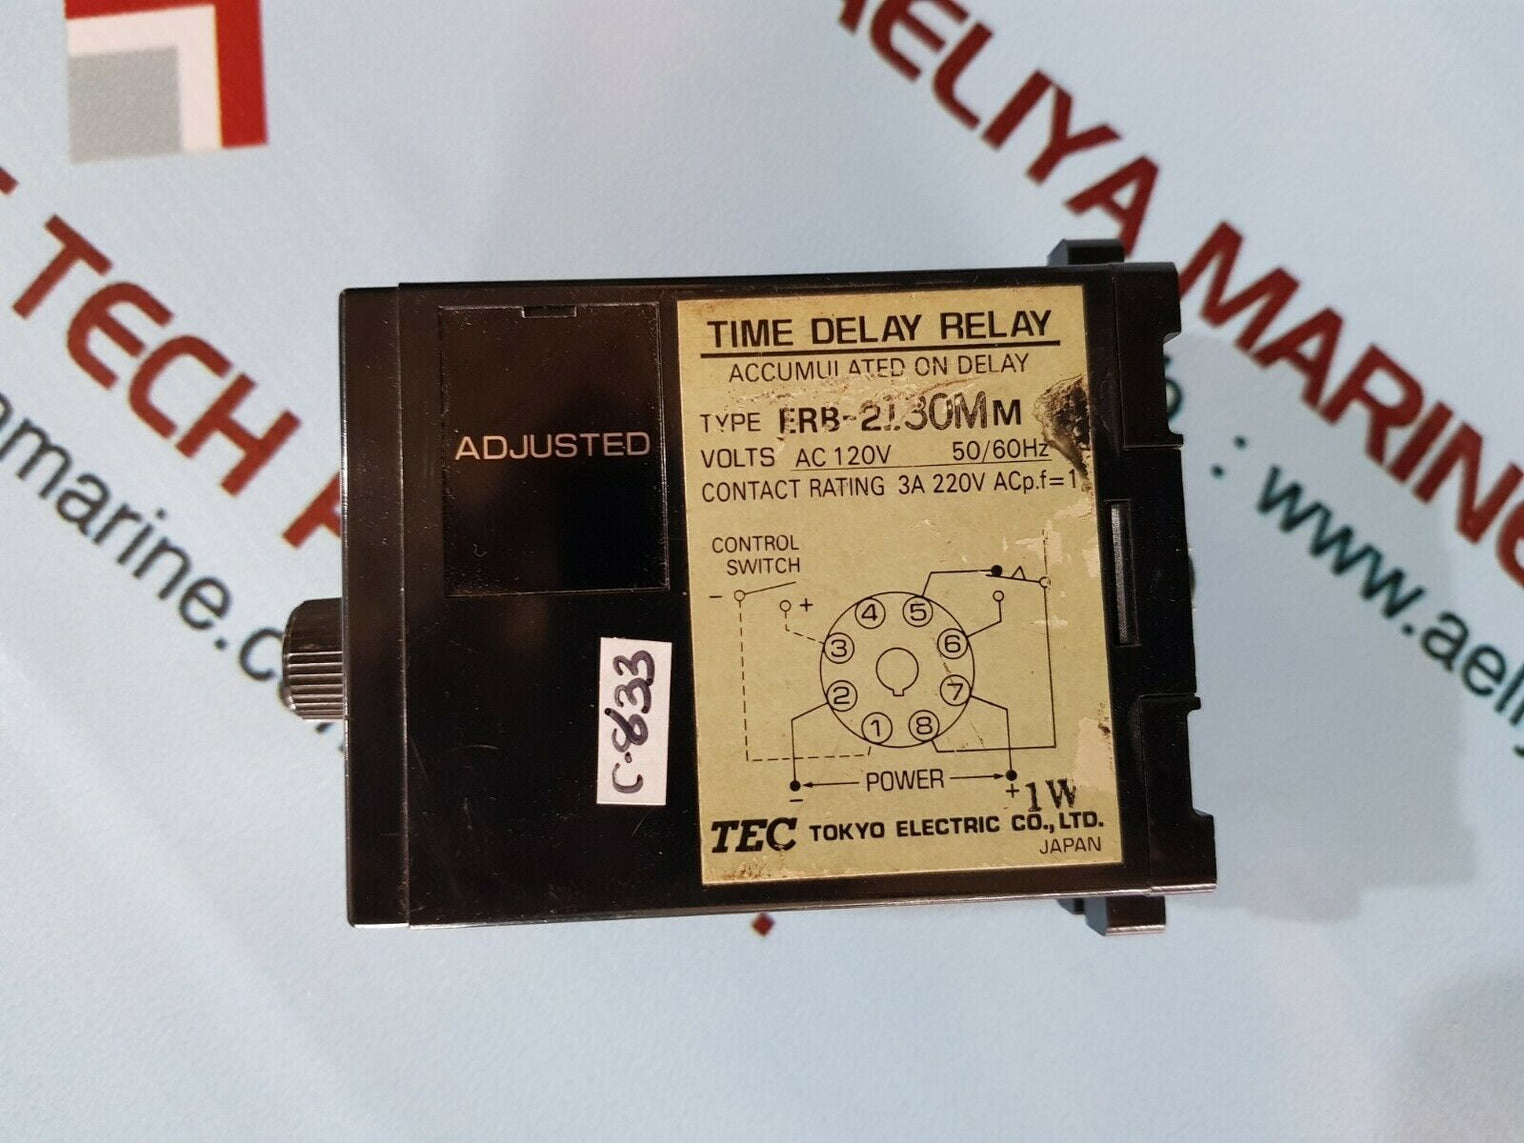 AELIYA MARINE
TECH
amarine.c
: www.aeliy
ADJUSTED
C-833
TIME DELAY RELAY
ACCUMULATED ON DELAY
TYPE ERB-2130MM
VOLTS AC 120V 50/60Hz
CONTACT RATING 3A 220V ACp.f=1
CONTROL
SWITCH
- +
4 5
3 6
2 7
1 8
POWER
- +
1W
TEC TOKYO ELECTRIC CO., LTD.
JAPAN